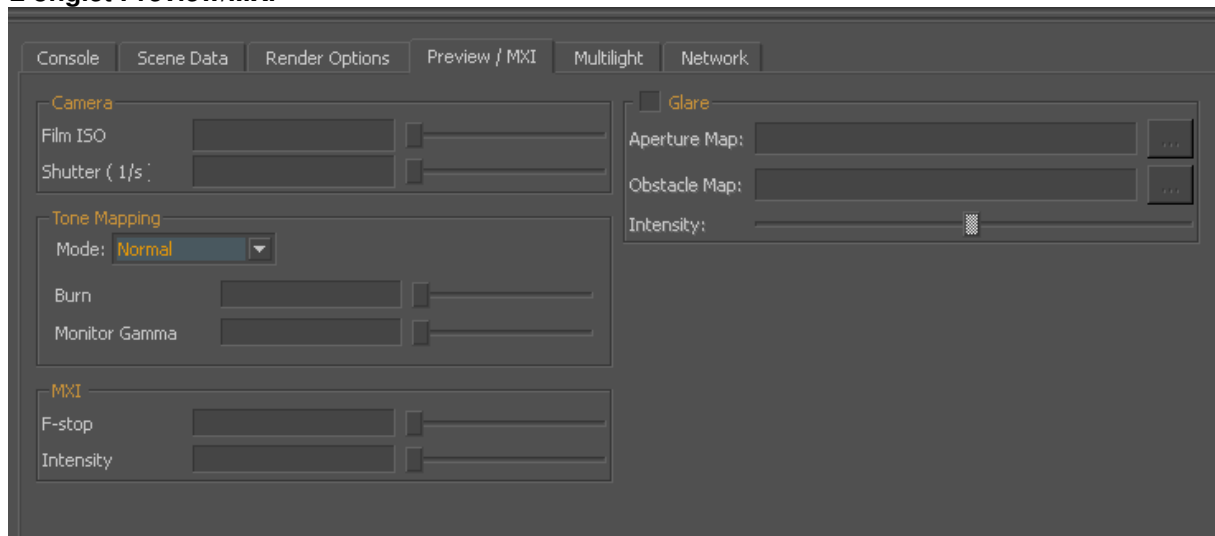 Console Scene Data Render Options Preview / MXI Multilight Network
Camera
Film ISO
Shutter ( 1/s
Tone Mapping
Mode: Normal
Burn
Monitor Gamma
MXI
F-stop
Intensity
Glare
Aperture Map: ...
Obstacle Map: ...
Intensity: